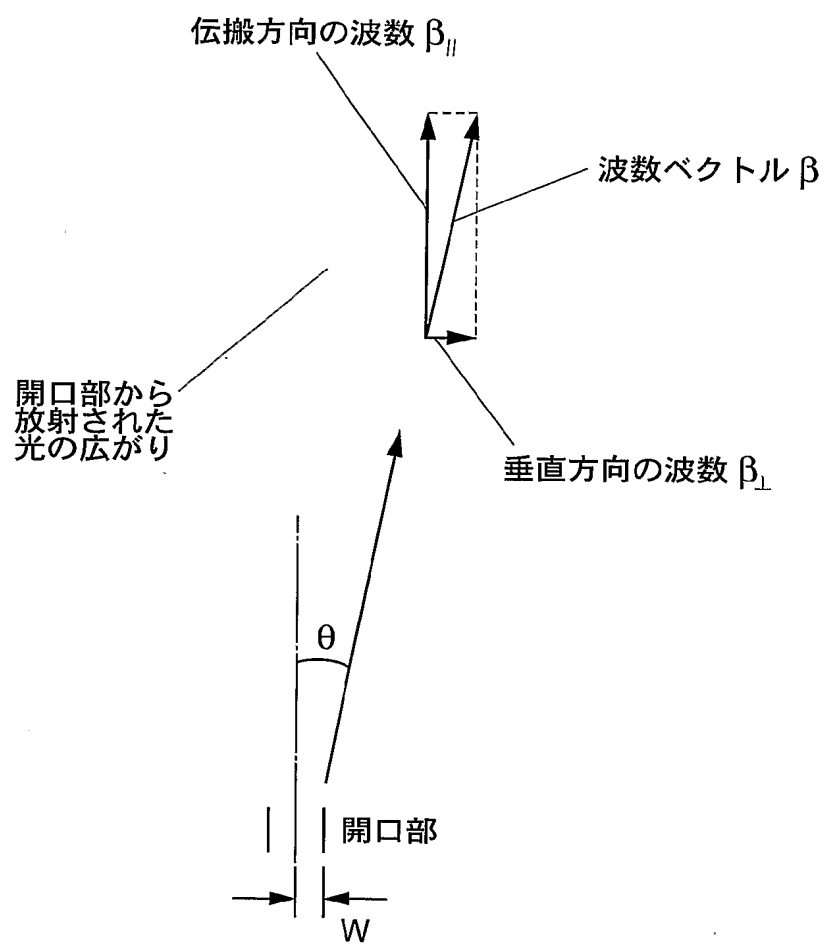 伝搬方向の波数 β∥
波数ベクトル β
開口部から
放射された
光の広がり
垂直方向の波数 β⊥
θ
開口部
W